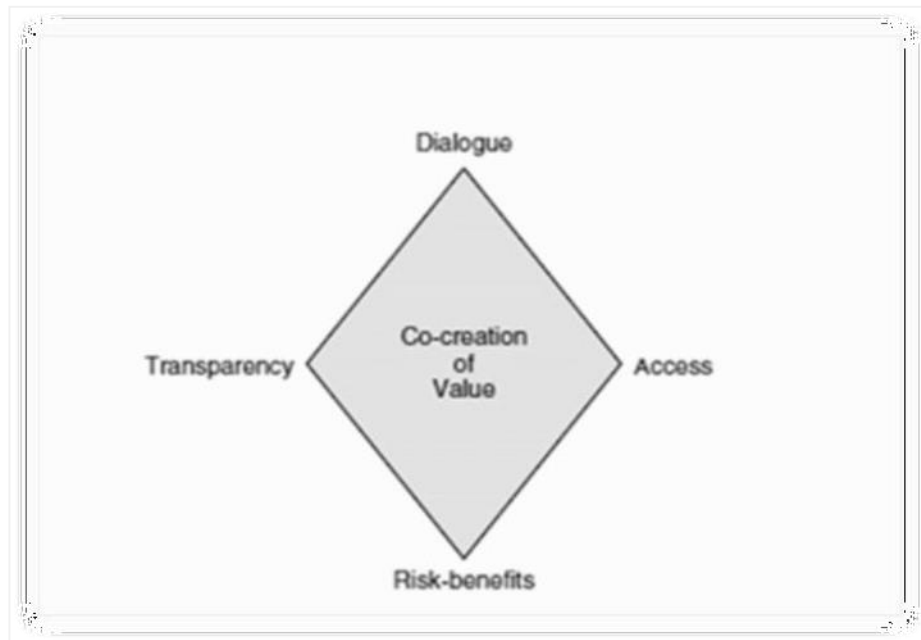 Dialogue
Co-creation
of
Value
Transparency
Access
Risk-benefits